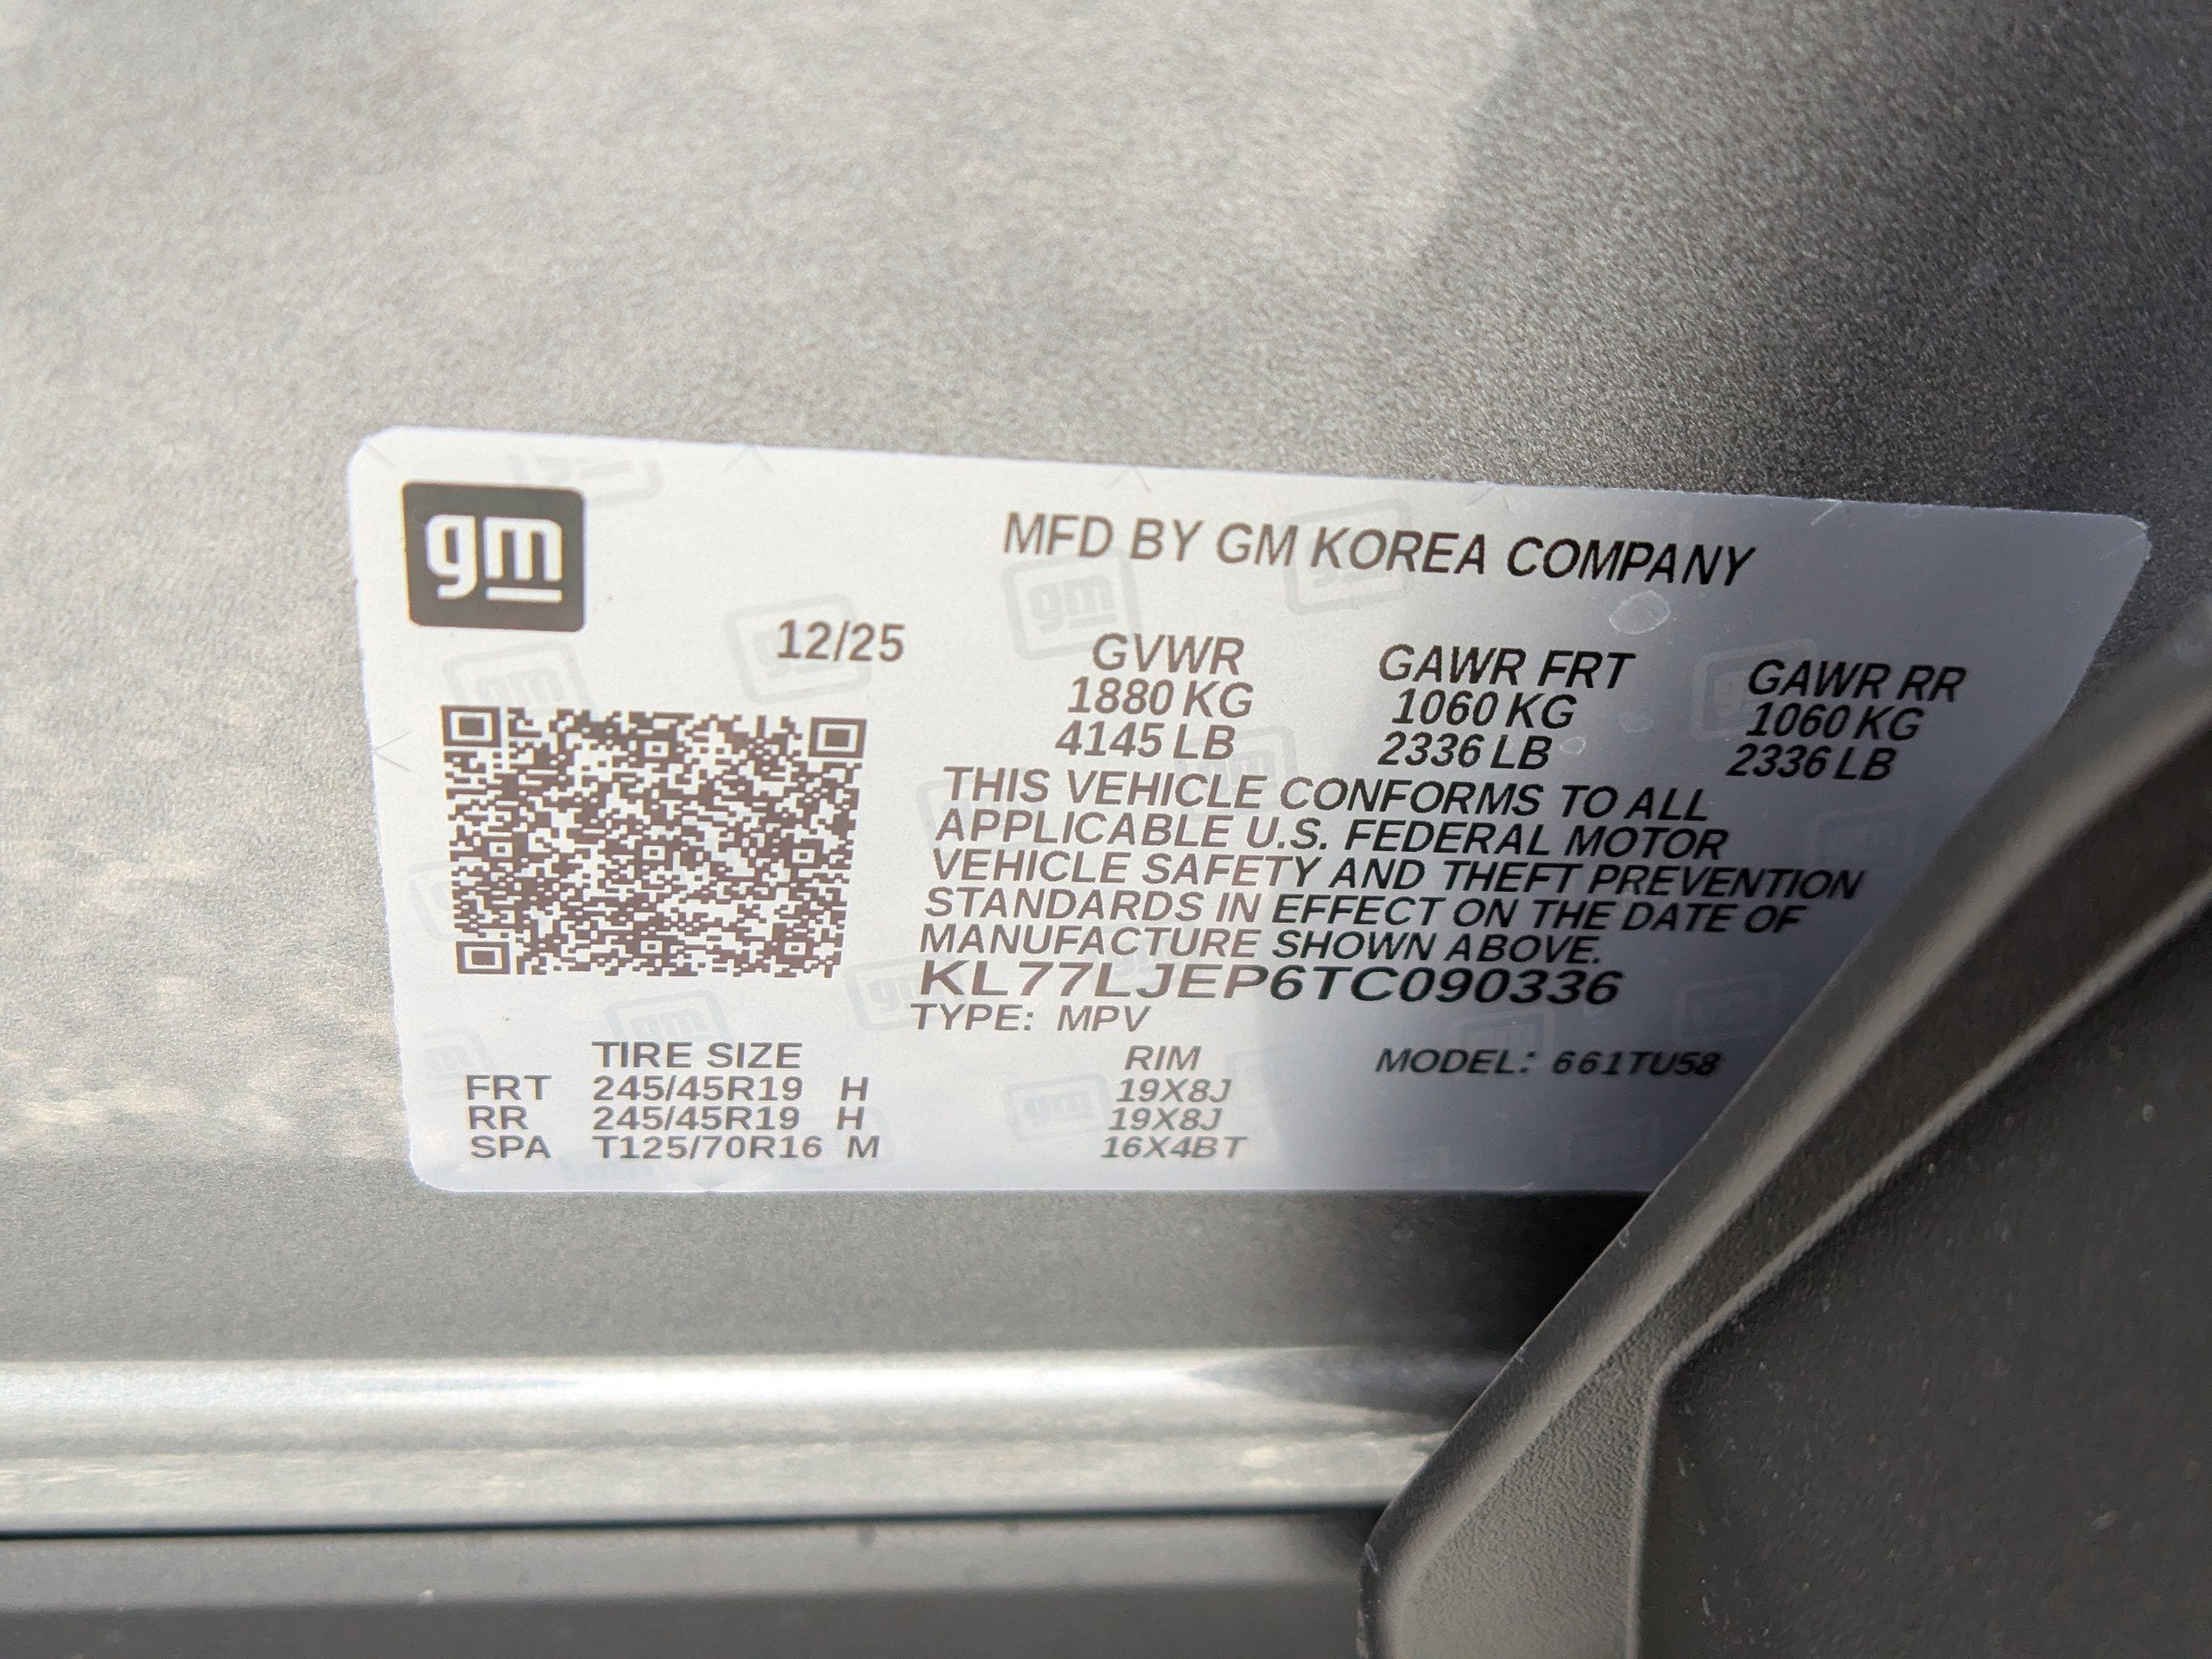 gm
MFD BY GM KOREA COMPANY
12/25
GVWR GAWR FRT GAWR RR
1880 KG 1060 KG 1060 KG
4145 LB 2336 LB 2336 LB
THIS VEHICLE CONFORMS TO ALL
APPLICABLE U.S. FEDERAL MOTOR
VEHICLE SAFETY AND THEFT PREVENTION
STANDARDS IN EFFECT ON THE DATE OF
MANUFACTURE SHOWN ABOVE.
KL77LJEP6TC090336
TYPE: MPV
MODEL: 661TU58
TIRE SIZE RIM
FRT 245/45R19 H 19X8J
RR 245/45R19 H 19X8J
SPA T125/70R16 M 16X4BT